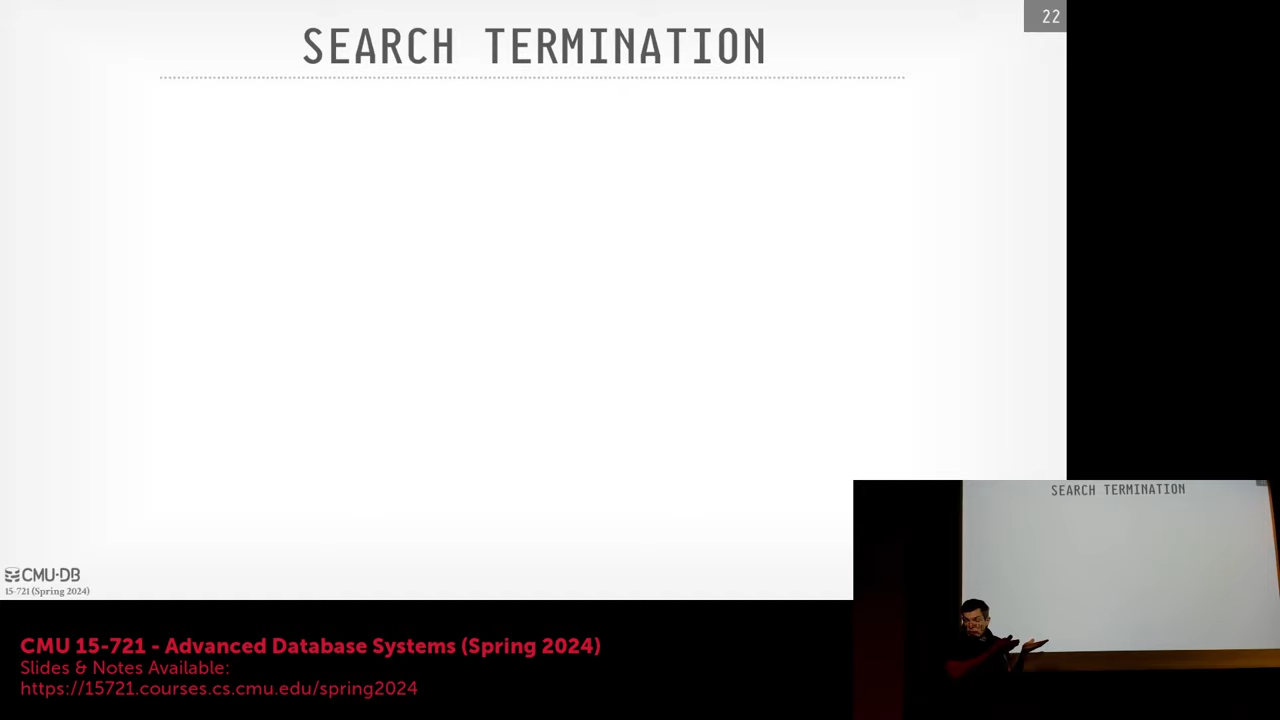 22
SEARCH TERMINATION
SEARCH TERMINATION
CMU·DB
15-721 (Spring 2024)
CMU 15-721 - Advanced Database Systems (Spring 2024)
Slides & Notes Available:
https://15721.courses.cs.cmu.edu/spring2024